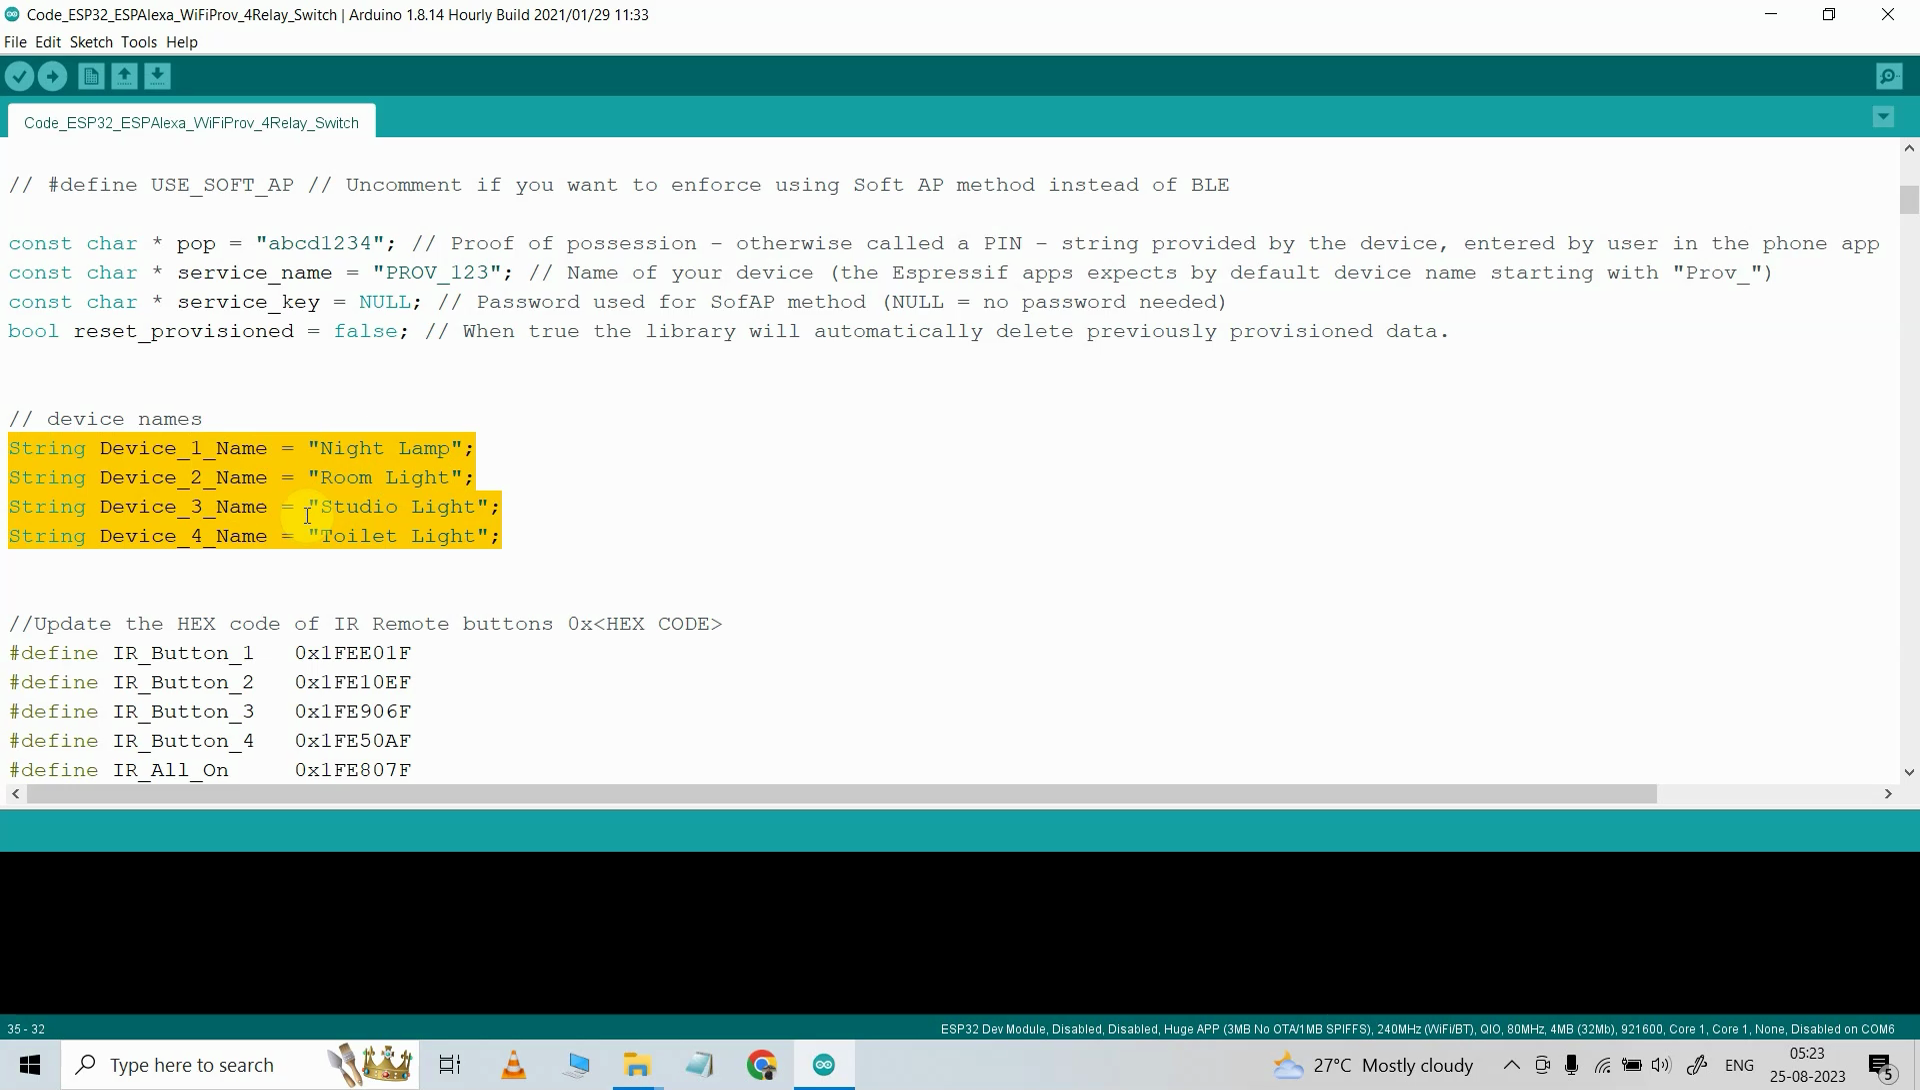 Code_ESP32_ESPAlexa_WiFiProv_4Relay_Switch | Arduino 1.8.14 Hourly Build 2021/01/29 11:33
File Edit Sketch Tools Help
Code_ESP32_ESPAlexa_WiFiProv_4Relay_Switch
// #define USE_SOFT_AP // Uncomment if you want to enforce using Soft AP method instead of BLE
const char * pop = "abcd1234"; // Proof of possession - otherwise called a PIN - string provided by the device, entered by user in the phone app
const char * service_name = "PROV_123"; // Name of your device (the Espressif apps expects by default device name starting with "Prov_")
const char * service_key = NULL; // Password used for SofAP method (NULL = no password needed)
bool reset_provisioned = false; // When true the library will automatically delete previously provisioned data.
// device names
String Device_1_Name = "Night Lamp";
String Device_2_Name = "Room Light";
String Device_3_Name = "Studio Light";
String Device_4_Name = "Toilet Light";
//Update the HEX code of IR Remote buttons 0x<HEX CODE>
#define IR_Button_1 0x1FEE01F
#define IR_Button_2 0x1FE10EF
#define IR_Button_3 0x1FE906F
#define IR_Button_4 0x1FE50AF
#define IR_All_On 0x1FE807F
35 - 32
ESP32 Dev Module, Disabled, Disabled, Huge APP (3MB No OTA/1MB SPIFFS), 240MHz (WiFi/BT), QIO, 80MHz, 4MB (32Mb), 921600, Core 1, Core 1, None, Disabled on COM6
Type here to search
27°C Mostly cloudy
ENG
05:23
25-08-2023
5